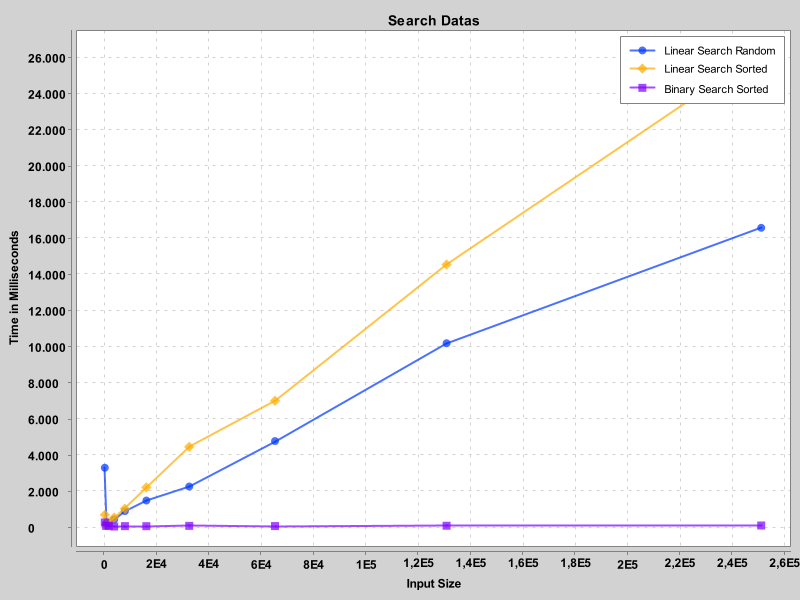 Search Datas
Linear Search Random
Linear Search Sorted
Binary Search Sorted
26.000
24.000
22.000
20.000
18.000
16.000
14.000
12.000
10.000
8.000
6.000
4.000
2.000
0
Time in Milliseconds
0 2E4 4E4 6E4 8E4 1E5 1,2E5 1,4E5 1,6E5 1,8E5 2E5 2,2E5 2,4E5 2,6E5
Input Size